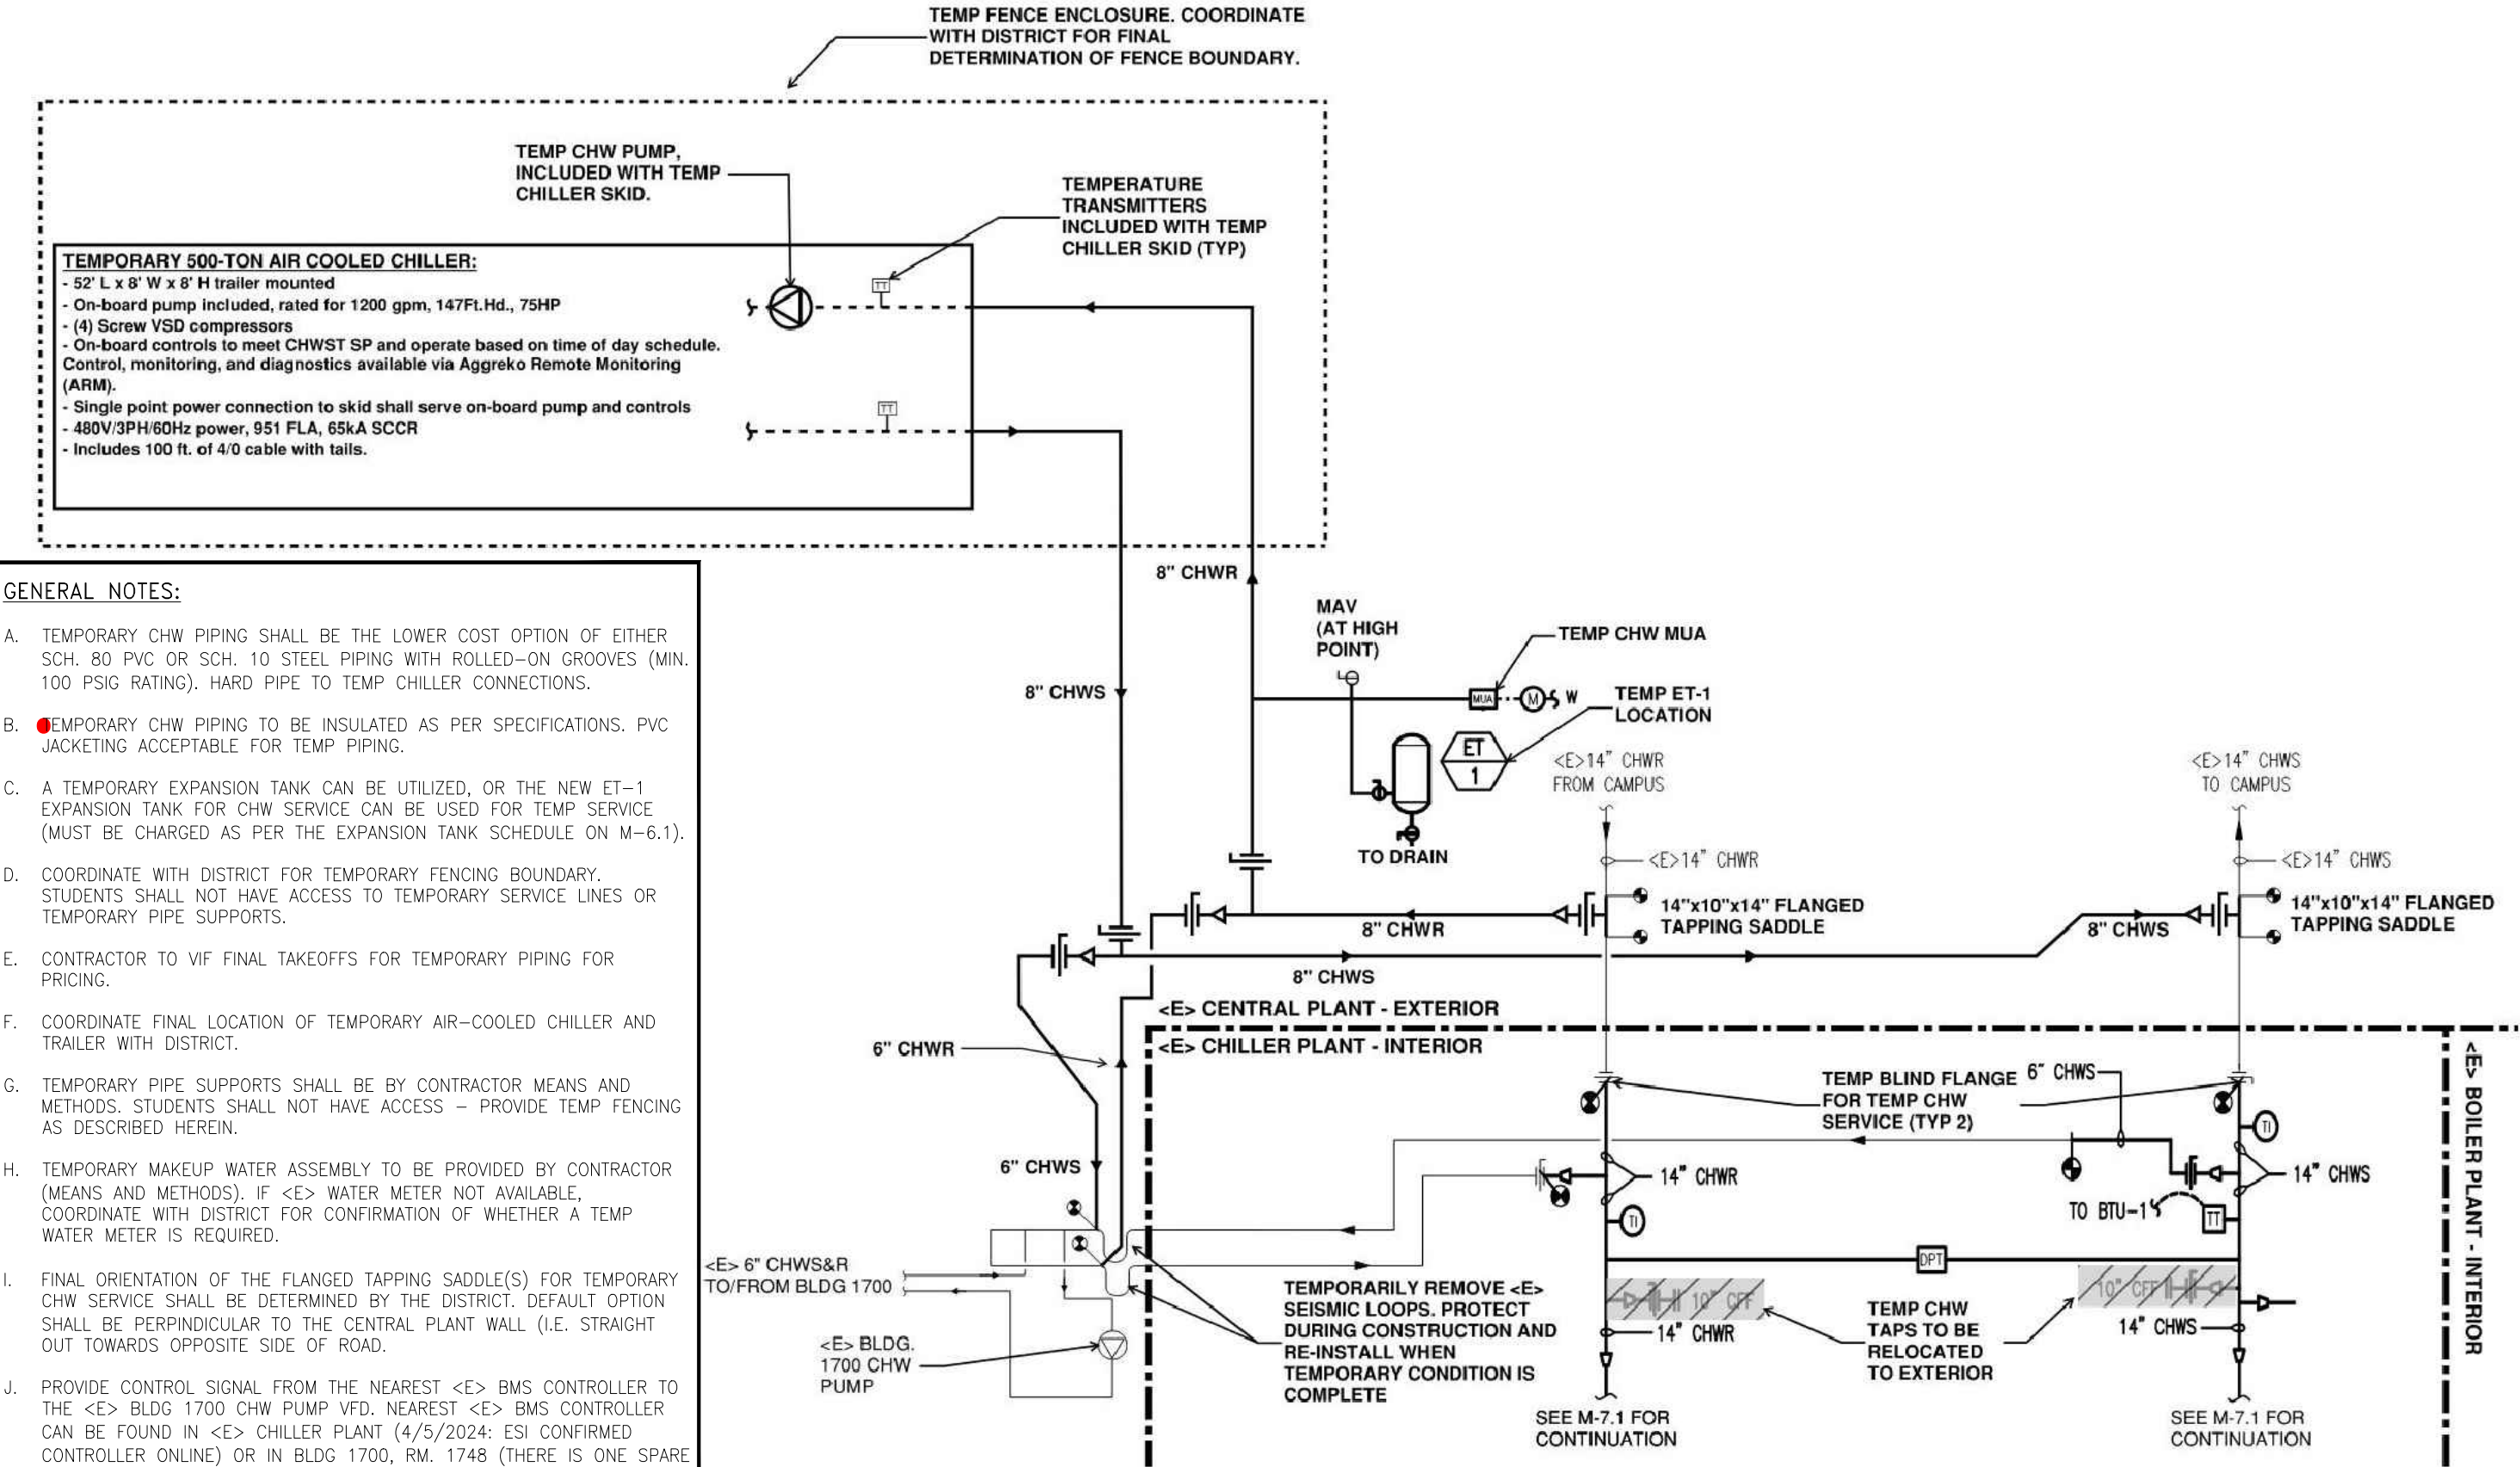 TEMP FENCE ENCLOSURE. COORDINATE
WITH DISTRICT FOR FINAL
DETERMINATION OF FENCE BOUNDARY.
TEMP CHW PUMP,
INCLUDED WITH TEMP
CHILLER SKID.
TEMPERATURE
TRANSMITTERS
INCLUDED WITH TEMP
CHILLER SKID (TYP)
TEMPORARY 500-TON AIR COOLED CHILLER:
- 52' L x 8' W x 8' H trailer mounted
- On-board pump included, rated for 1200 gpm, 147Ft.Hd., 75HP
- (4) Screw VSD compressors
- On-board controls to meet CHWST SP and operate based on time of day schedule.
Control, monitoring, and diagnostics available via Aggreko Remote Monitoring
(ARM).
- Single point power connection to skid shall serve on-board pump and controls
- 480V/3PH/60Hz power, 951 FLA, 65kA SCCR
- Includes 100 ft. of 4/0 cable with tails.
TT
TT
GENERAL NOTES:
A. TEMPORARY CHW PIPING SHALL BE THE LOWER COST OPTION OF EITHER
SCH. 80 PVC OR SCH. 10 STEEL PIPING WITH ROLLED-ON GROOVES (MIN.
100 PSIG RATING). HARD PIPE TO TEMP CHILLER CONNECTIONS.
B. TEMPORARY CHW PIPING TO BE INSULATED AS PER SPECIFICATIONS. PVC
JACKETING ACCEPTABLE FOR TEMP PIPING.
C. A TEMPORARY EXPANSION TANK CAN BE UTILIZED, OR THE NEW ET-1
EXPANSION TANK FOR CHW SERVICE CAN BE USED FOR TEMP SERVICE
(MUST BE CHARGED AS PER THE EXPANSION TANK SCHEDULE ON M-6.1).
D. COORDINATE WITH DISTRICT FOR TEMPORARY FENCING BOUNDARY.
STUDENTS SHALL NOT HAVE ACCESS TO TEMPORARY SERVICE LINES OR
TEMPORARY PIPE SUPPORTS.
E. CONTRACTOR TO VIF FINAL TAKEOFFS FOR TEMPORARY PIPING FOR
PRICING.
F. COORDINATE FINAL LOCATION OF TEMPORARY AIR-COOLED CHILLER AND
TRAILER WITH DISTRICT.
G. TEMPORARY PIPE SUPPORTS SHALL BE BY CONTRACTOR MEANS AND
METHODS. STUDENTS SHALL NOT HAVE ACCESS - PROVIDE TEMP FENCING
AS DESCRIBED HEREIN.
H. TEMPORARY MAKEUP WATER ASSEMBLY TO BE PROVIDED BY CONTRACTOR
(MEANS AND METHODS). IF <E> WATER METER NOT AVAILABLE,
COORDINATE WITH DISTRICT FOR CONFIRMATION OF WHETHER A TEMP
WATER METER IS REQUIRED.
I. FINAL ORIENTATION OF THE FLANGED TAPPING SADDLE(S) FOR TEMPORARY
CHW SERVICE SHALL BE DETERMINED BY THE DISTRICT. DEFAULT OPTION
SHALL BE PERPINDICULAR TO THE CENTRAL PLANT WALL (I.E. STRAIGHT
OUT TOWARDS OPPOSITE SIDE OF ROAD.
J. PROVIDE CONTROL SIGNAL FROM THE NEAREST <E> BMS CONTROLLER TO
THE <E> BLDG 1700 CHW PUMP VFD. NEAREST <E> BMS CONTROLLER
CAN BE FOUND IN <E> CHILLER PLANT (4/5/2024: ESI CONFIRMED
CONTROLLER ONLINE) OR IN BLDG 1700, RM. 1748 (THERE IS ONE SPARE
8" CHWR
8" CHWS
MAV
(AT HIGH
POINT)
TEMP CHW MUA
MUA
M
W
TEMP ET-1
LOCATION
ET
1
TO DRAIN
<E>14" CHWR
FROM CAMPUS
<E>14" CHWS
TO CAMPUS
<E>14" CHWR
<E>14" CHWS
14"x10"x14" FLANGED
TAPPING SADDLE
14"x10"x14" FLANGED
TAPPING SADDLE
8" CHWR
8" CHWS
8" CHWS
<E> CENTRAL PLANT - EXTERIOR
<E> CHILLER PLANT - INTERIOR
<E> BOILER PLANT - INTERIOR
6" CHWR
6" CHWS
TEMP BLIND FLANGE
FOR TEMP CHW
SERVICE (TYP 2)
6" CHWS
TI
14" CHWR
14" CHWS
TI
TO BTU-1
TT
DPT
<E> 6" CHWS&R
TO/FROM BLDG 1700
<E> BLDG.
1700 CHW
PUMP
TEMPORARILY REMOVE <E>
SEISMIC LOOPS. PROTECT
DURING CONSTRUCTION AND
RE-INSTALL WHEN
TEMPORARY CONDITION IS
COMPLETE
10" CFF
10" CFF
14" CHWR
TEMP CHW
TAPS TO BE
RELOCATED
TO EXTERIOR
14" CHWS
SEE M-7.1 FOR
CONTINUATION
SEE M-7.1 FOR
CONTINUATION